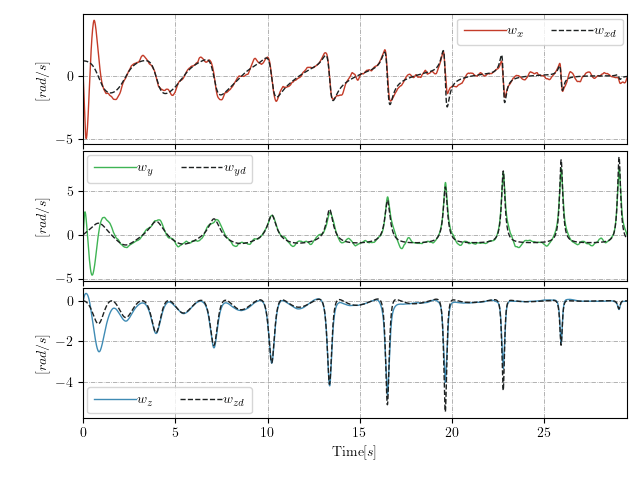 w_x w_xd
[rad/s]
0
−5
w_y w_yd
[rad/s]
5
0
−5
w_z w_zd
[rad/s]
0
−2
−4
0 5 10 15 20 25
Time[s]